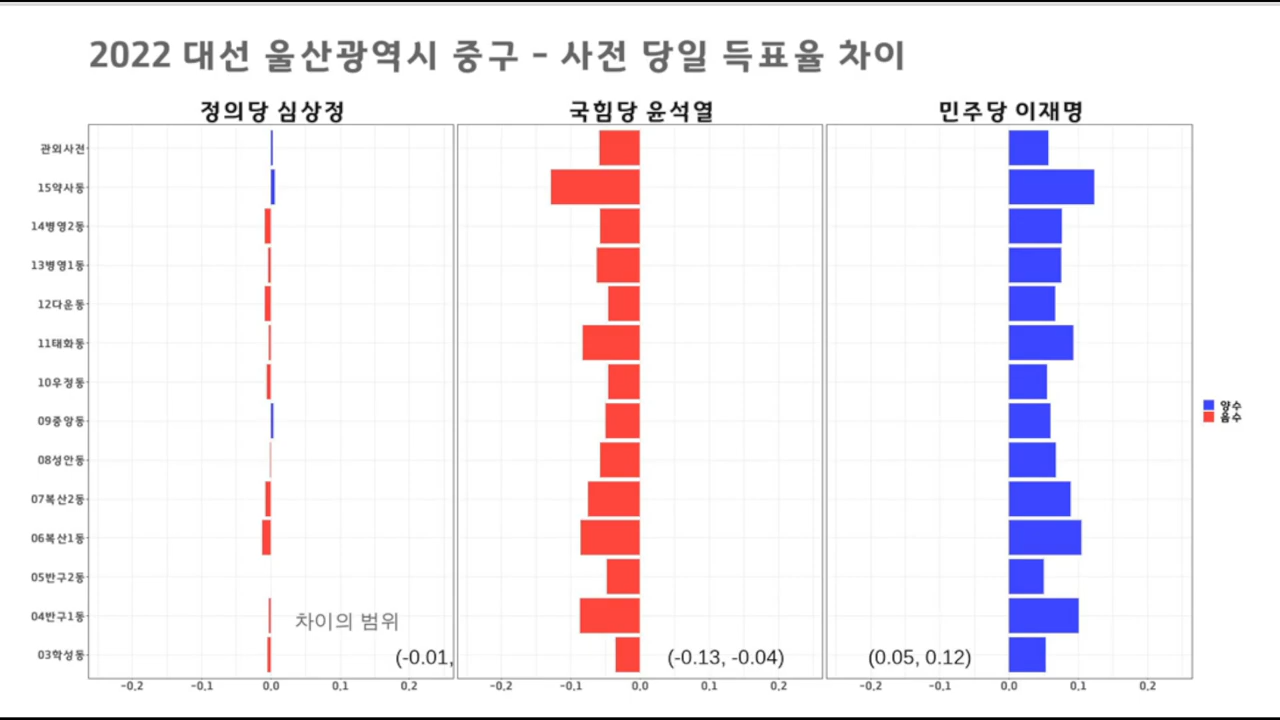 2022 대선 울산광역시 중구 - 사전 당일 득표율 차이
정의당 심상정
국힘당 윤석열
민주당 이재명
관외사전
15약사동
14병영2동
13병영1동
12다운동
11태화동
10우정동
09중앙동
08성안동
07복산2동
06복산1동
05반구2동
04반구1동
03학성동
차이의 범위
(-0.01,
(-0.13, -0.04)
(0.05, 0.12)
-0.2 -0.1 0.0 0.1 0.2
-0.2 -0.1 0.0 0.1 0.2
-0.2 -0.1 0.0 0.1 0.2
양수
음수